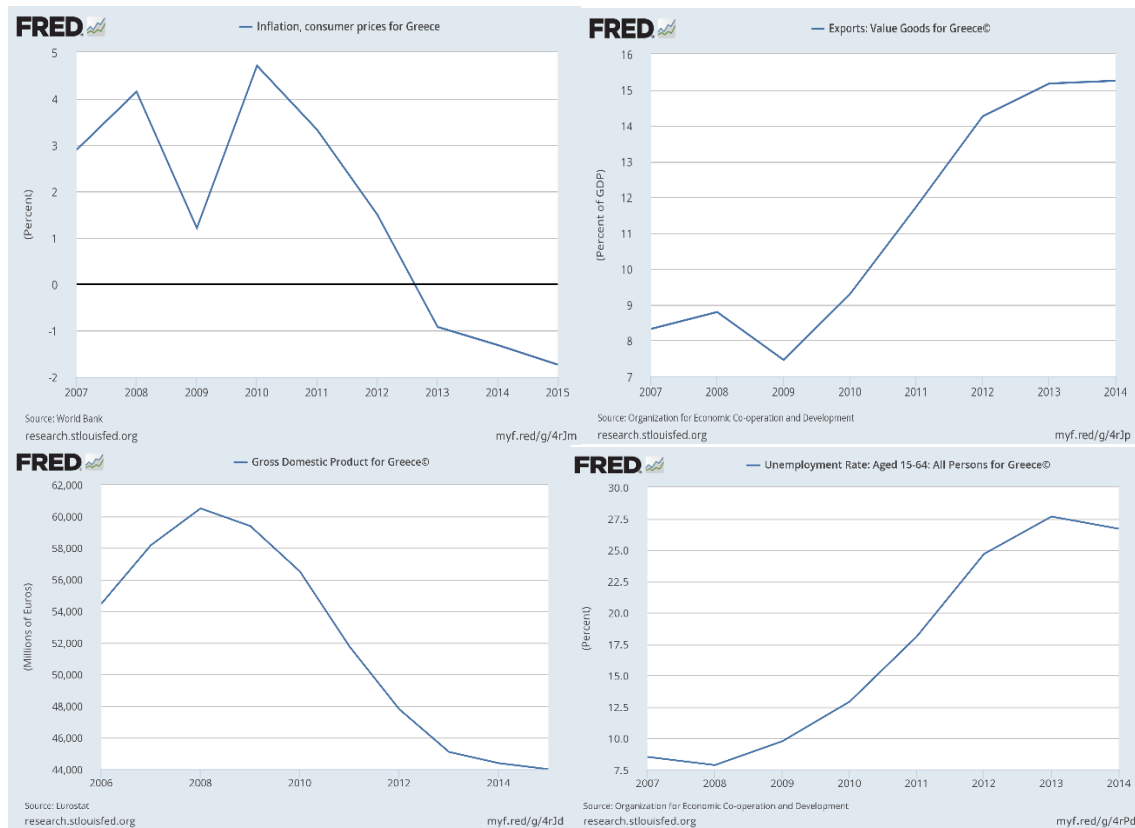 FRED
Inflation, consumer prices for Greece
5
4
3
2
1
0
-1
-2
(Percent)
2007 2008 2009 2010 2011 2012 2013 2014 2015
Source: World Bank
research.stlouisfed.org
myf.red/g/4rJm
FRED
Exports: Value Goods for Greece©
16
15
14
13
12
11
10
9
8
7
(Percent of GDP)
2007 2008 2009 2010 2011 2012 2013 2014
Source: Organization for Economic Co-operation and Development
research.stlouisfed.org
myf.red/g/4rJp
FRED
Gross Domestic Product for Greece©
62,000
60,000
58,000
56,000
54,000
52,000
50,000
48,000
46,000
44,000
(Millions of Euros)
2006 2008 2010 2012 2014
Source: Eurostat
research.stlouisfed.org
myf.red/g/4rJd
FRED
Unemployment Rate: Aged 15-64: All Persons for Greece©
30.0
27.5
25.0
22.5
20.0
17.5
15.0
12.5
10.0
7.5
(Percent)
2007 2008 2009 2010 2011 2012 2013 2014
Source: Organization for Economic Co-operation and Development
research.stlouisfed.org
myf.red/g/4rPd